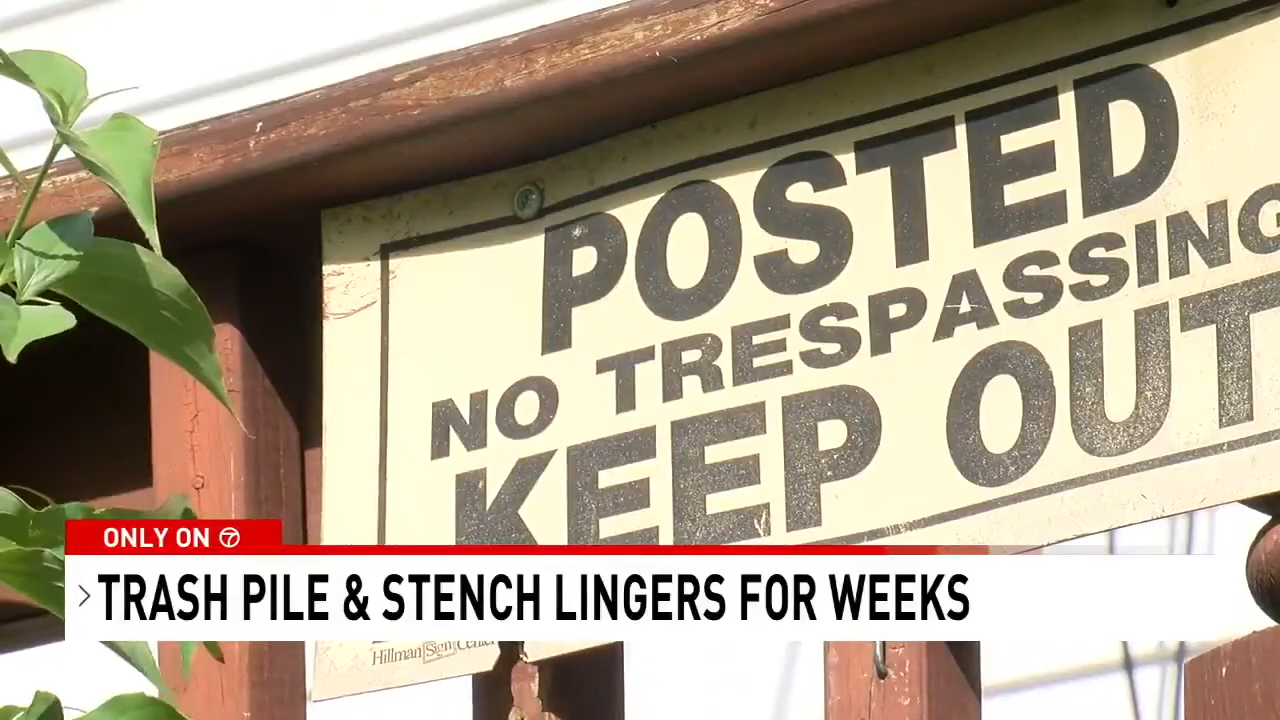 POSTED
NO TRESPASSING
KEEP OUT
ONLY ON 7
TRASH PILE & STENCH LINGERS FOR WEEKS
Hillman Sign Center